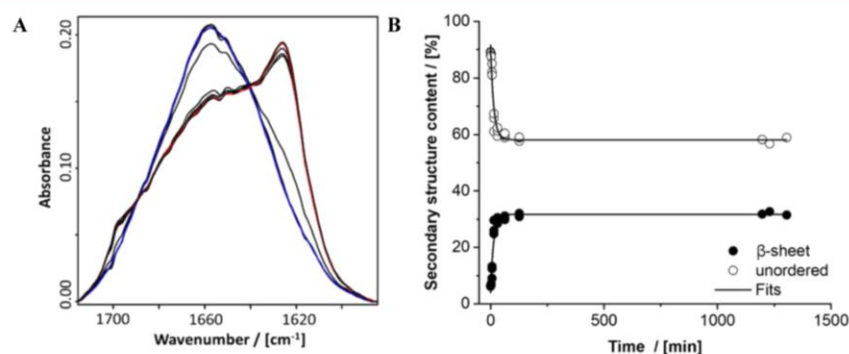 A
0.20
0.10
0.00
Absorbance
1700 1660 1620
Wavenumber / [cm⁻¹]
B
100
80
60
40
20
0
Secondary structure content / [%]
β-sheet
unordered
Fits
0 500 1000 1500
Time / [min]